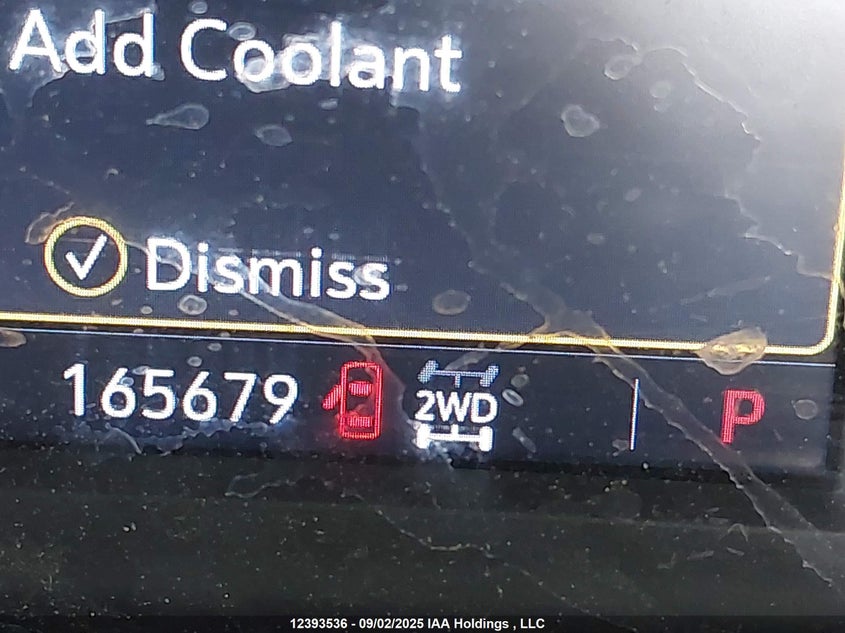 Add Coolant
Dismiss
165679 2WD P
12393536 - 09/02/2025 IAA Holdings , LLC